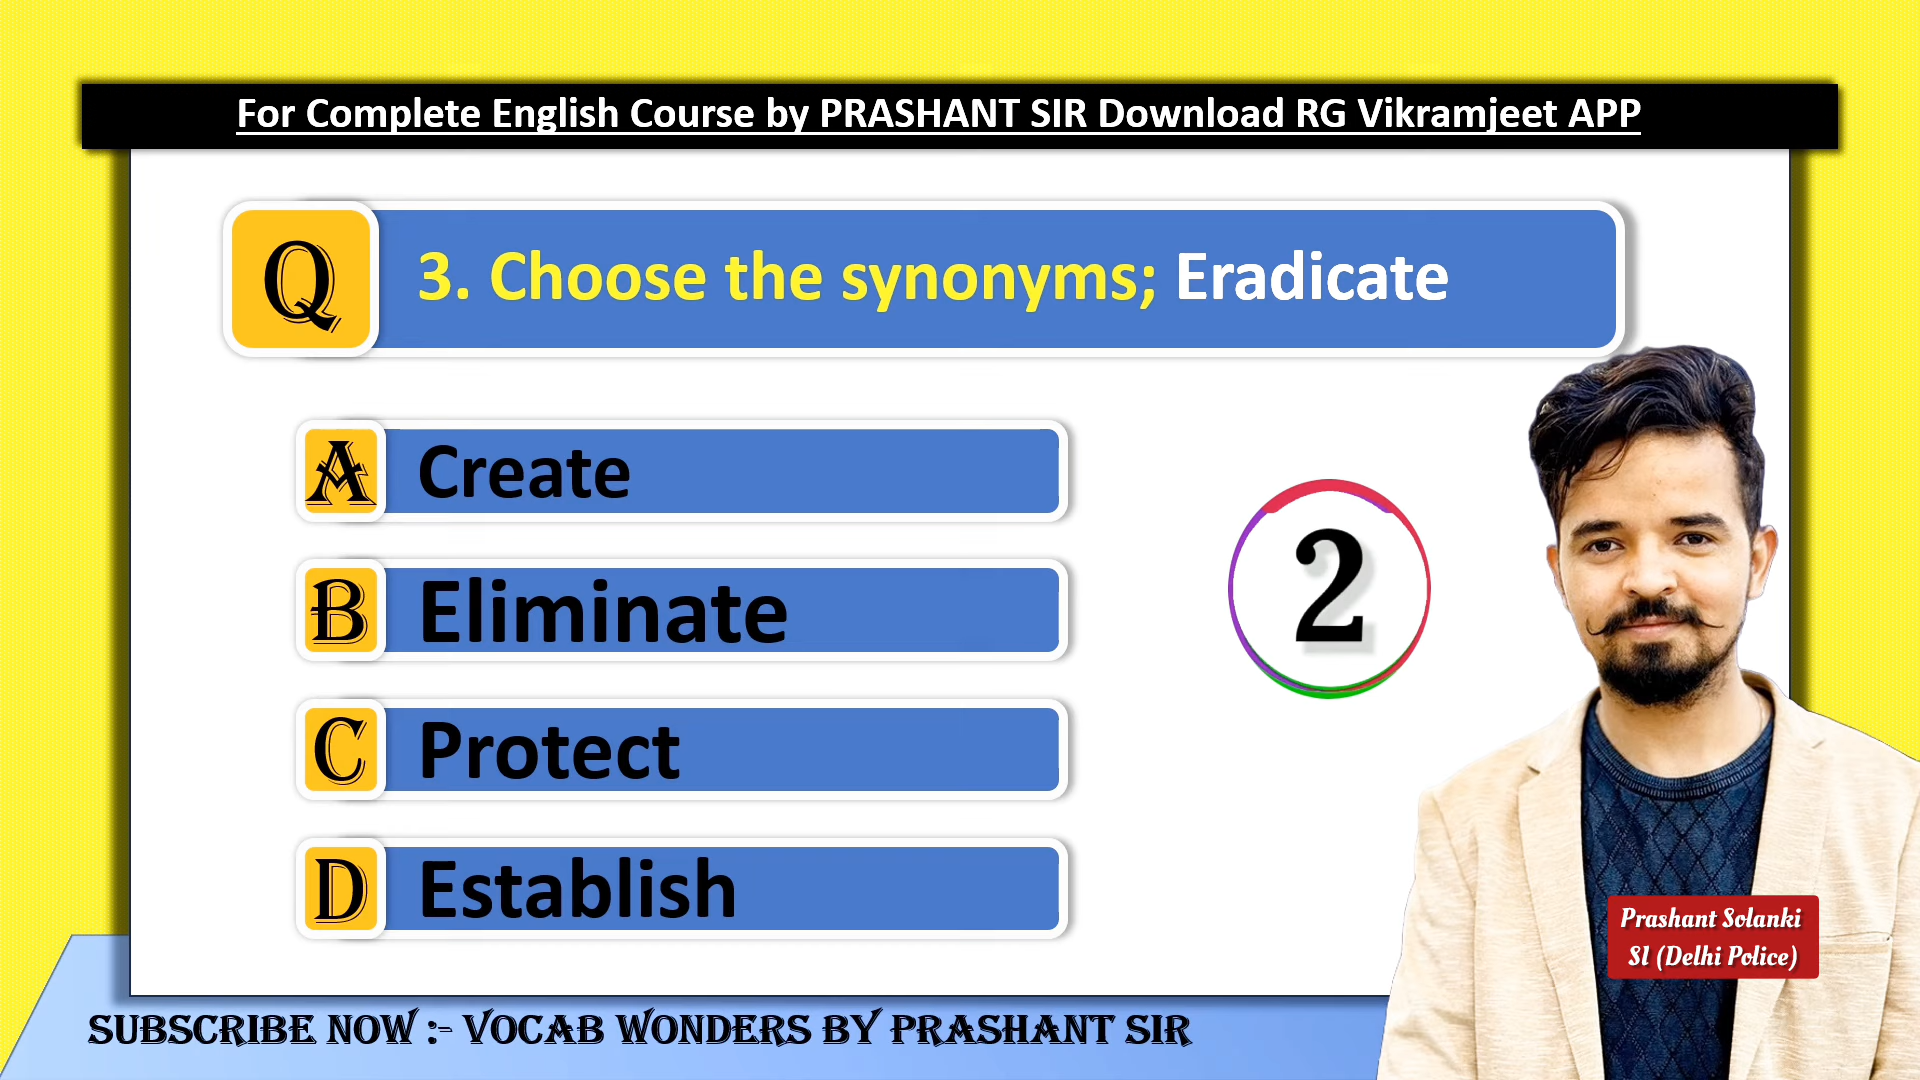 For Complete English Course by PRASHANT SIR Download RG Vikramjeet APP
Q
3. Choose the synonyms; Eradicate
A
Create
B
Eliminate
2
C
Protect
D
Establish
Prashant Solanki
SI (Delhi Police)
SUBSCRIBE NOW :- VOCAB WONDERS BY PRASHANT SIR